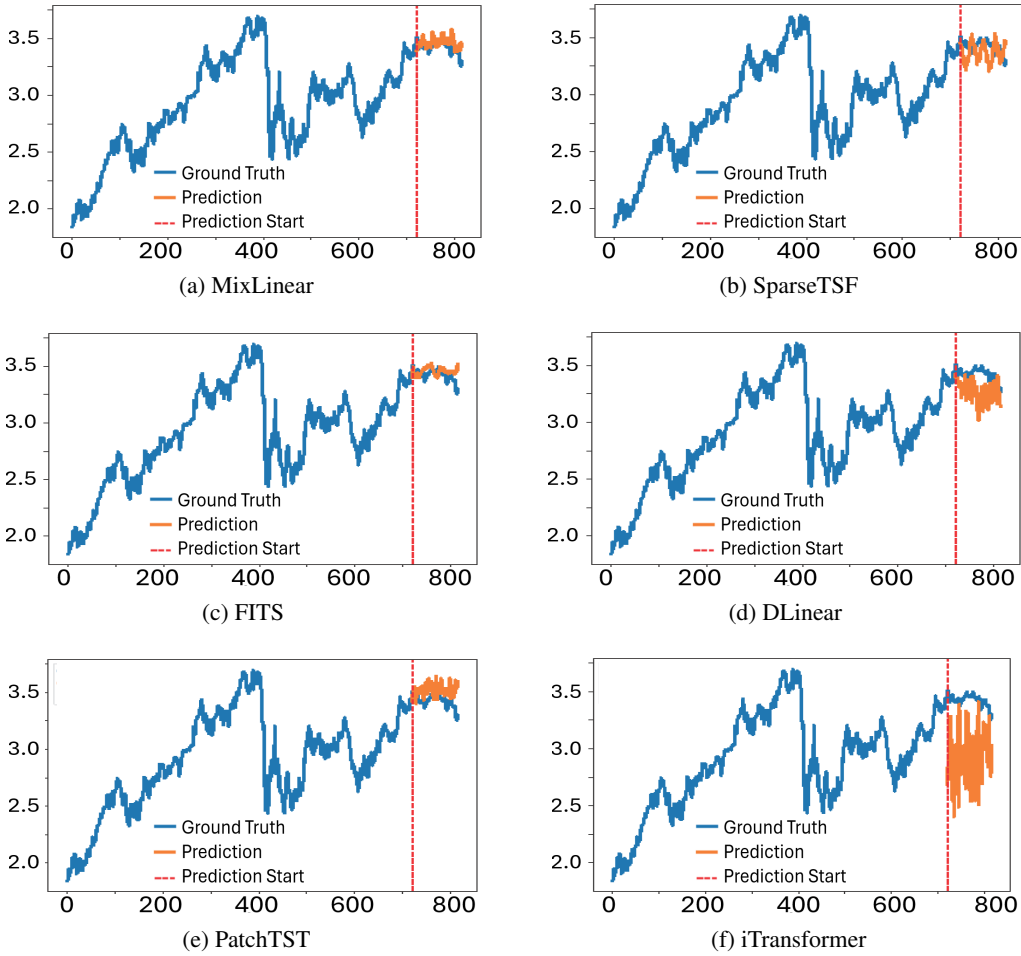 3.5
3.0
2.5
2.0
Ground Truth
Prediction
Prediction Start
0 200 400 600 800
(a) MixLinear
3.5
3.0
2.5
2.0
Ground Truth
Prediction
Prediction Start
0 200 400 600 800
(b) SparseTSF
3.5
3.0
2.5
2.0
Ground Truth
Prediction
Prediction Start
0 200 400 600 800
(c) FITS
3.5
3.0
2.5
2.0
Ground Truth
Prediction
Prediction Start
0 200 400 600 800
(d) DLinear
3.5
3.0
2.5
2.0
Ground Truth
Prediction
Prediction Start
0 200 400 600 800
(e) PatchTST
3.5
3.0
2.5
2.0
Ground Truth
Prediction
Prediction Start
0 200 400 600 800
(f) iTransformer